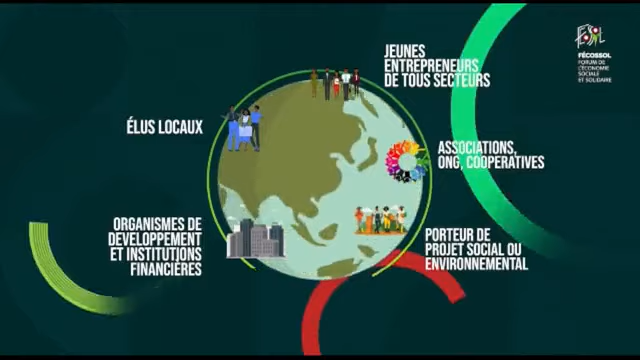 FÉCOSSOL
FORUM DE
L'ÉCONOMIE
SOCIALE
ET SOLIDAIRE
JEUNES
ENTREPRENEURS
DE TOUS SECTEURS
ÉLUS LOCAUX
ASSOCIATIONS,
ONG, COOPERATIVES
ORGANISMES DE
DEVELOPPEMENT
ET INSTITUTIONS
FINANCIÈRES
PORTEUR DE
PROJET SOCIAL OU
ENVIRONNEMENTAL